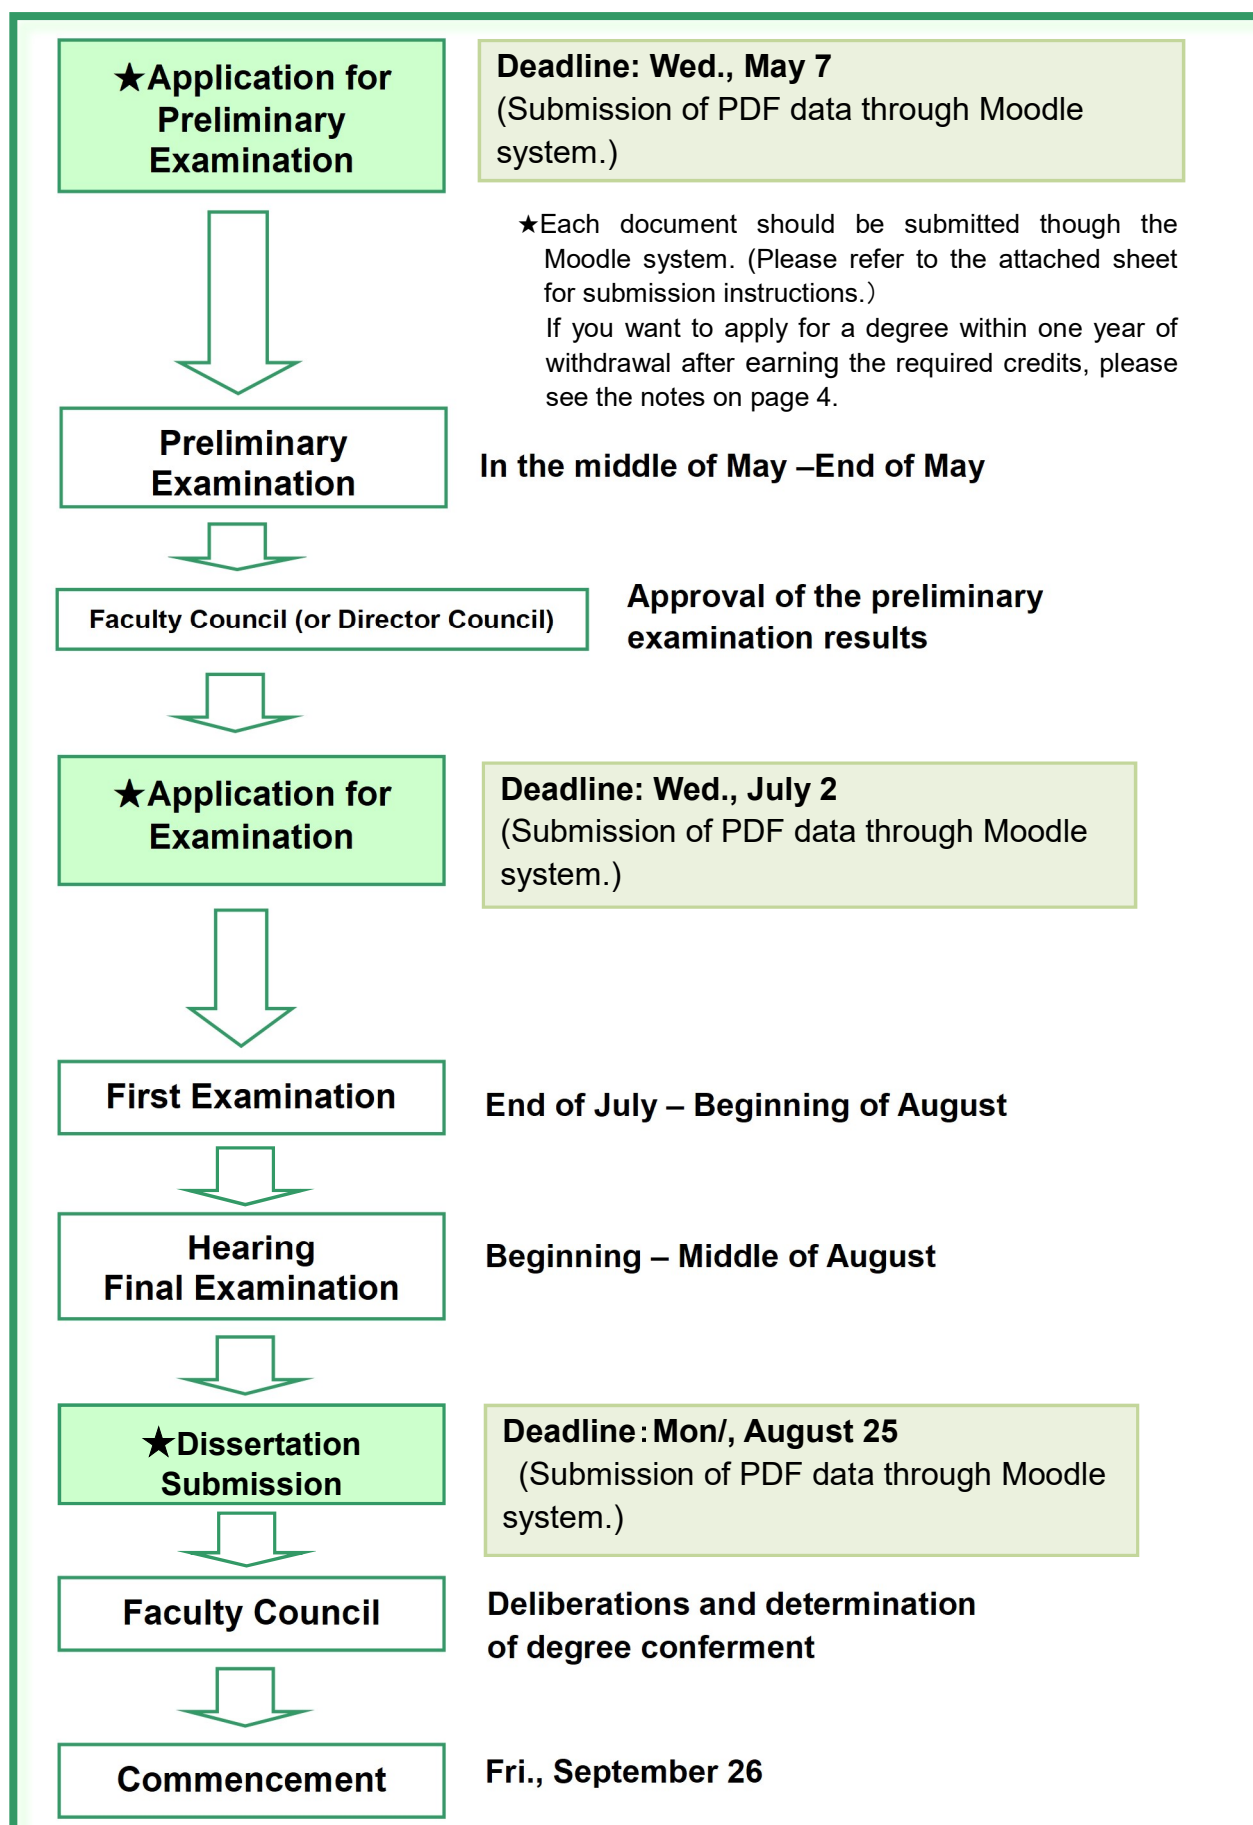 ★Application for
Preliminary
Examination
Deadline: Wed., May 7
(Submission of PDF data through Moodle
system.)
★Each document should be submitted though the
Moodle system. (Please refer to the attached sheet
for submission instructions.）
If you want to apply for a degree within one year of
withdrawal after earning the required credits, please
see the notes on page 4.
Preliminary
Examination
In the middle of May –End of May
Faculty Council (or Director Council)
Approval of the preliminary
examination results
★Application for
Examination
Deadline: Wed., July 2
(Submission of PDF data through Moodle
system.)
First Examination
End of July – Beginning of August
Hearing
Final Examination
Beginning – Middle of August
★Dissertation
Submission
Deadline：Mon/, August 25
(Submission of PDF data through Moodle
system.)
Faculty Council
Deliberations and determination
of degree conferment
Commencement
Fri., September 26